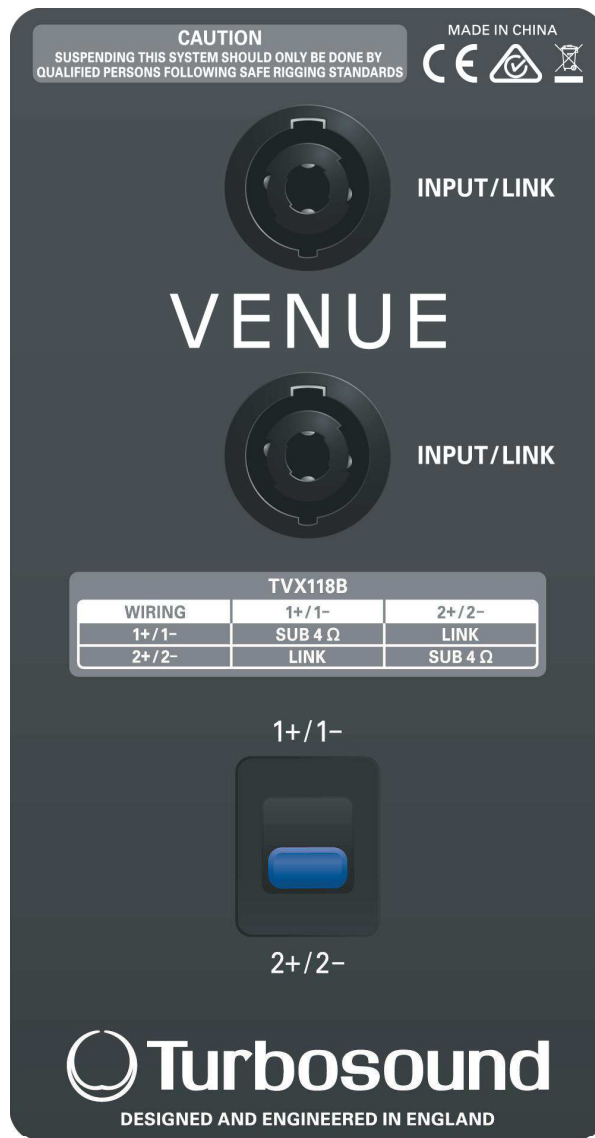 CAUTION
SUSPENDING THIS SYSTEM SHOULD ONLY BE DONE BY
QUALIFIED PERSONS FOLLOWING SAFE RIGGING STANDARDS
MADE IN CHINA
CE
INPUT/LINK
VENUE
INPUT/LINK
TVX118B
WIRING 1+/1- 2+/2-
1+/1- SUB 4 Ω LINK
2+/2- LINK SUB 4 Ω
1+/1-
2+/2-
Turbosound
DESIGNED AND ENGINEERED IN ENGLAND